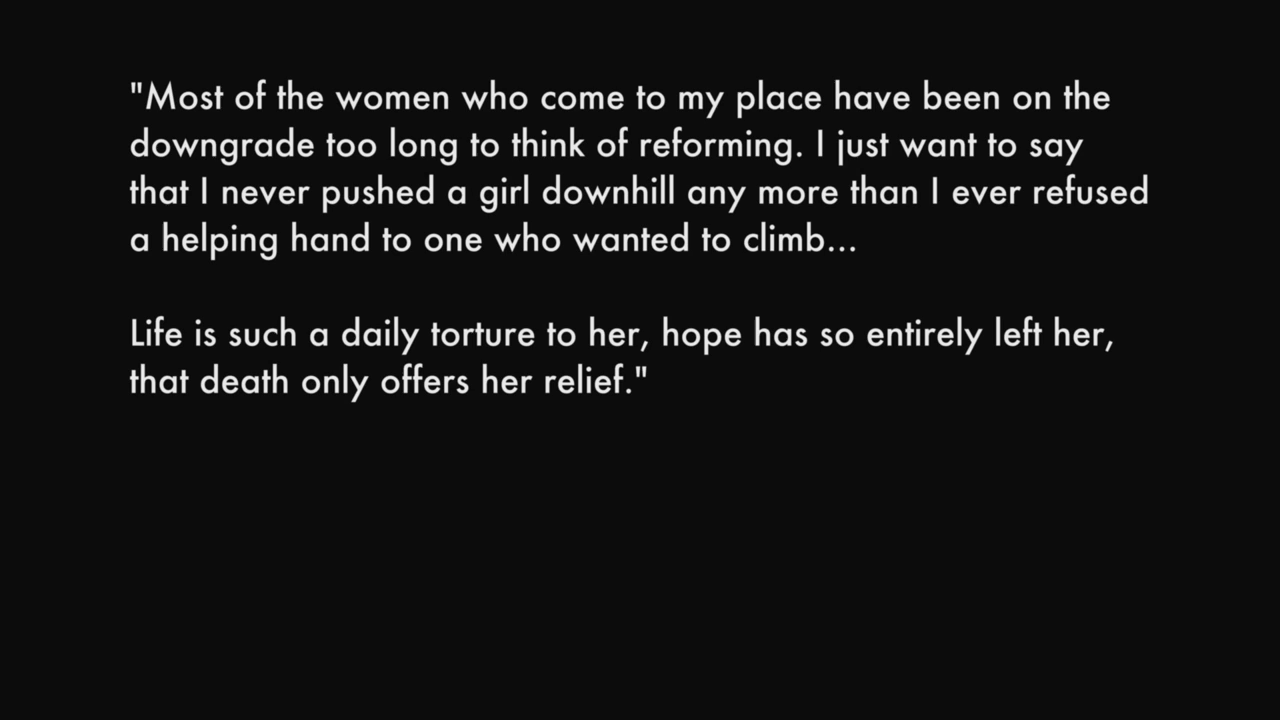 "Most of the women who come to my place have been on the
downgrade too long to think of reforming. I just want to say
that I never pushed a girl downhill any more than I ever refused
a helping hand to one who wanted to climb...
Life is such a daily torture to her, hope has so entirely left her,
that death only offers her relief."